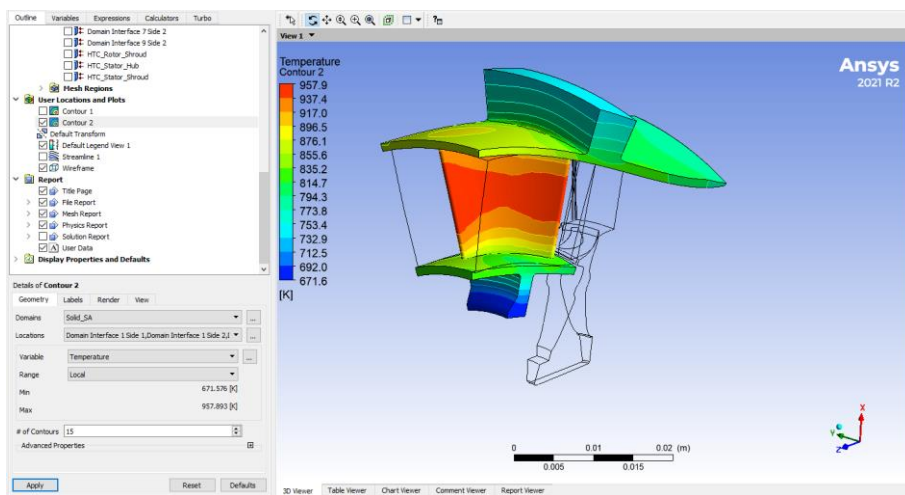 Outline Variables Expressions Calculators Turbo
Domain Interface 7 Side 2
Domain Interface 9 Side 2
HTC_Rotor_Shroud
HTC_Stator_Hub
HTC_Stator_Shroud
Mesh Regions
User Locations and Plots
Contour 1
Contour 2
Default Transform
Default Legend View 1
Streamline 1
Wireframe
Report
Title Page
File Report
Mesh Report
Physics Report
Solution Report
User Data
Display Properties and Defaults
Details of Contour 2
Geometry Labels Render View
Domains Solid_SA ...
Locations Domain Interface 1 Side 1,Domain Interface 1 Side 2,I ...
Variable Temperature ...
Range Local
Min 671.576 [K]
Max 957.893 [K]
# of Contours 15
Advanced Properties
Apply Reset Defaults
View 1
Temperature
Contour 2
957.9
937.4
917.0
896.5
876.1
855.6
835.2
814.7
794.3
773.8
753.4
732.9
712.5
692.0
671.6
[K]
Ansys
2021 R2
0 0.01 0.02 (m)
0.005 0.015
X
Y
Z
3D Viewer Table Viewer Chart Viewer Comment Viewer Report Viewer